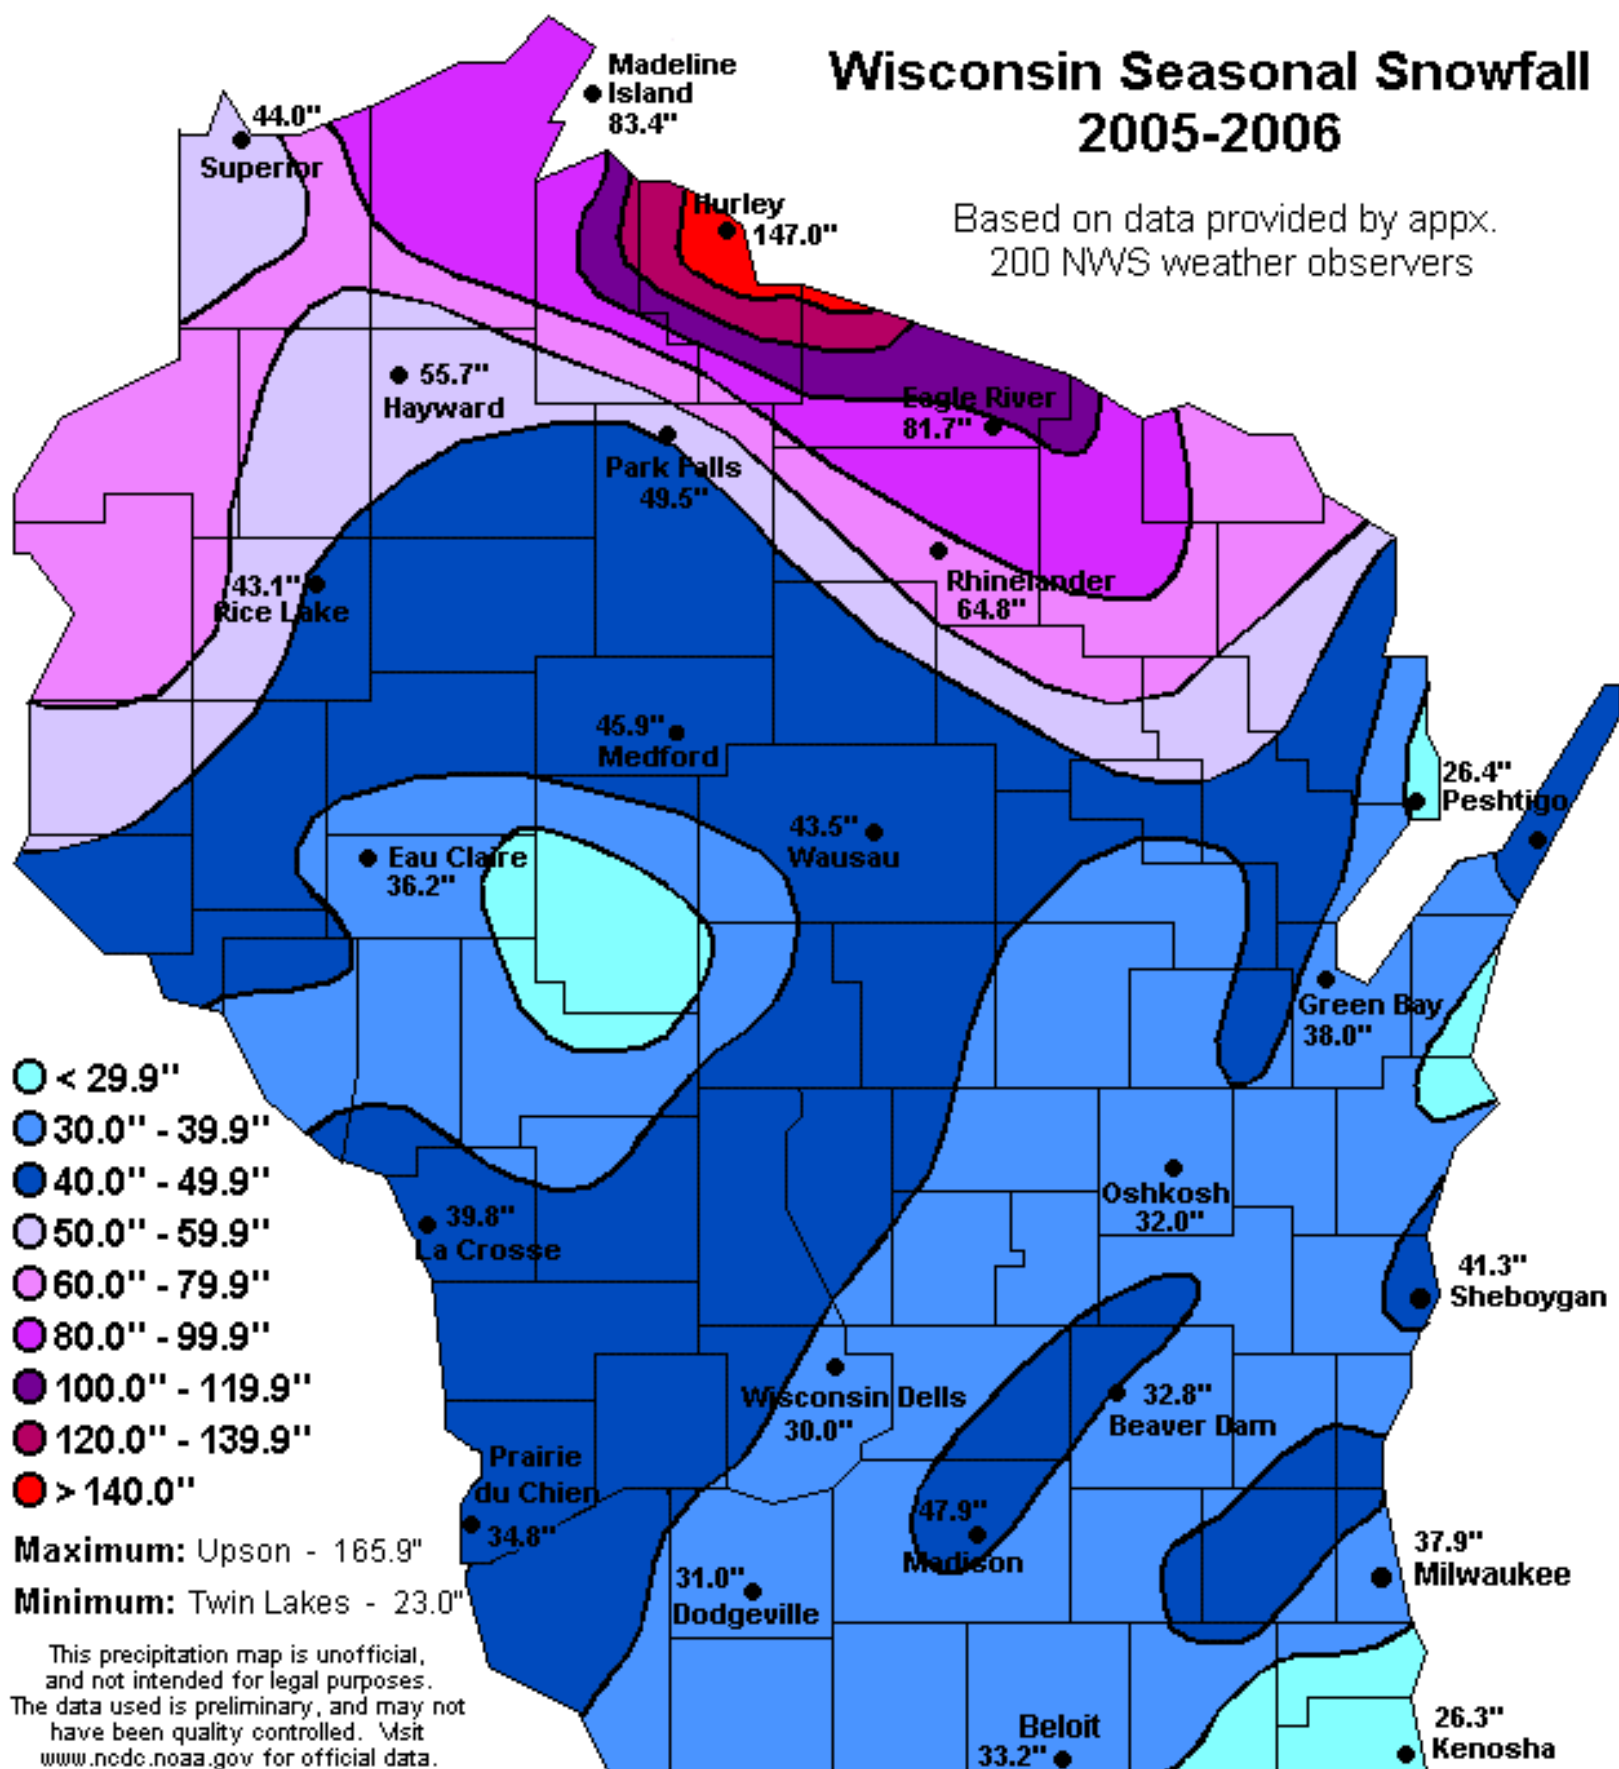 Wisconsin Seasonal Snowfall
2005-2006
Based on data provided by appx.
200 NWS weather observers
Madeline
Island
83.4"
44.0"
Superior
Hurley
147.0"
55.7"
Hayward
Eagle River
81.7"
Park Falls
49.5"
43.1"
Rice Lake
Rhinelander
64.8"
45.9"
Medford
26.4"
Peshtigo
43.5"
Wausau
Eau Claire
36.2"
Green Bay
38.0"
Oshkosh
32.0"
39.8"
La Crosse
41.3"
Sheboygan
Wisconsin Dells
30.0"
32.8"
Beaver Dam
Prairie
du Chien
34.8"
47.9"
Madison
37.9"
Milwaukee
31.0"
Dodgeville
Beloit
33.2"
26.3"
Kenosha
< 29.9"
30.0" - 39.9"
40.0" - 49.9"
50.0" - 59.9"
60.0" - 79.9"
80.0" - 99.9"
100.0" - 119.9"
120.0" - 139.9"
> 140.0"
Maximum: Upson - 165.9"
Minimum: Twin Lakes - 23.0"
This precipitation map is unofficial,
and not intended for legal purposes.
The data used is preliminary, and may not
have been quality controlled. Visit
www.ncdc.noaa.gov for official data.